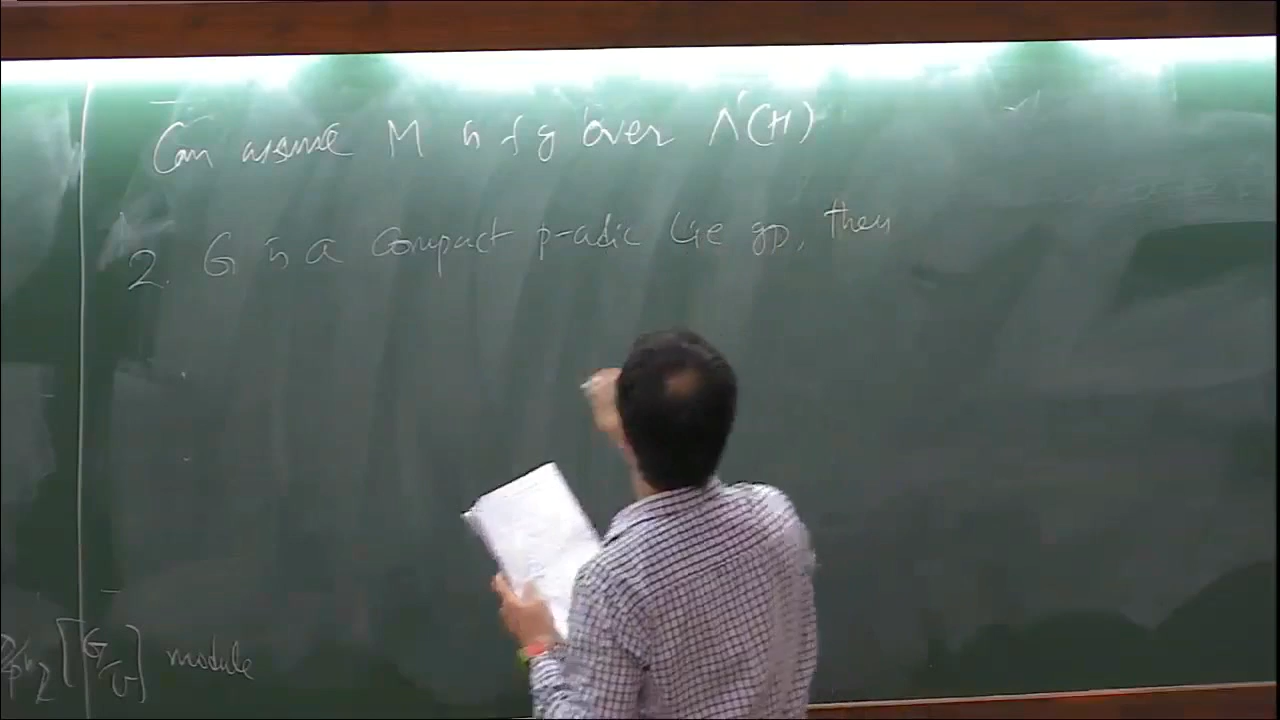 Can assume M is f g over Λ(H)
2. G is a compact p-adic Lie gp, then
[G/U] module